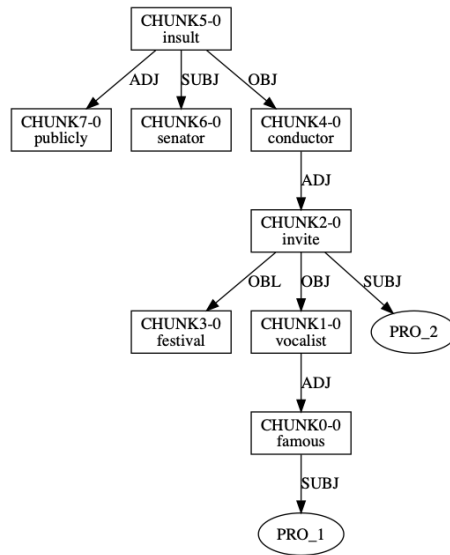 CHUNK5-0
insult
ADJ
SUBJ
OBJ
CHUNK7-0
publicly
CHUNK6-0
senator
CHUNK4-0
conductor
ADJ
CHUNK2-0
invite
OBL
OBJ
SUBJ
CHUNK3-0
festival
CHUNK1-0
vocalist
PRO_2
ADJ
CHUNK0-0
famous
SUBJ
PRO_1